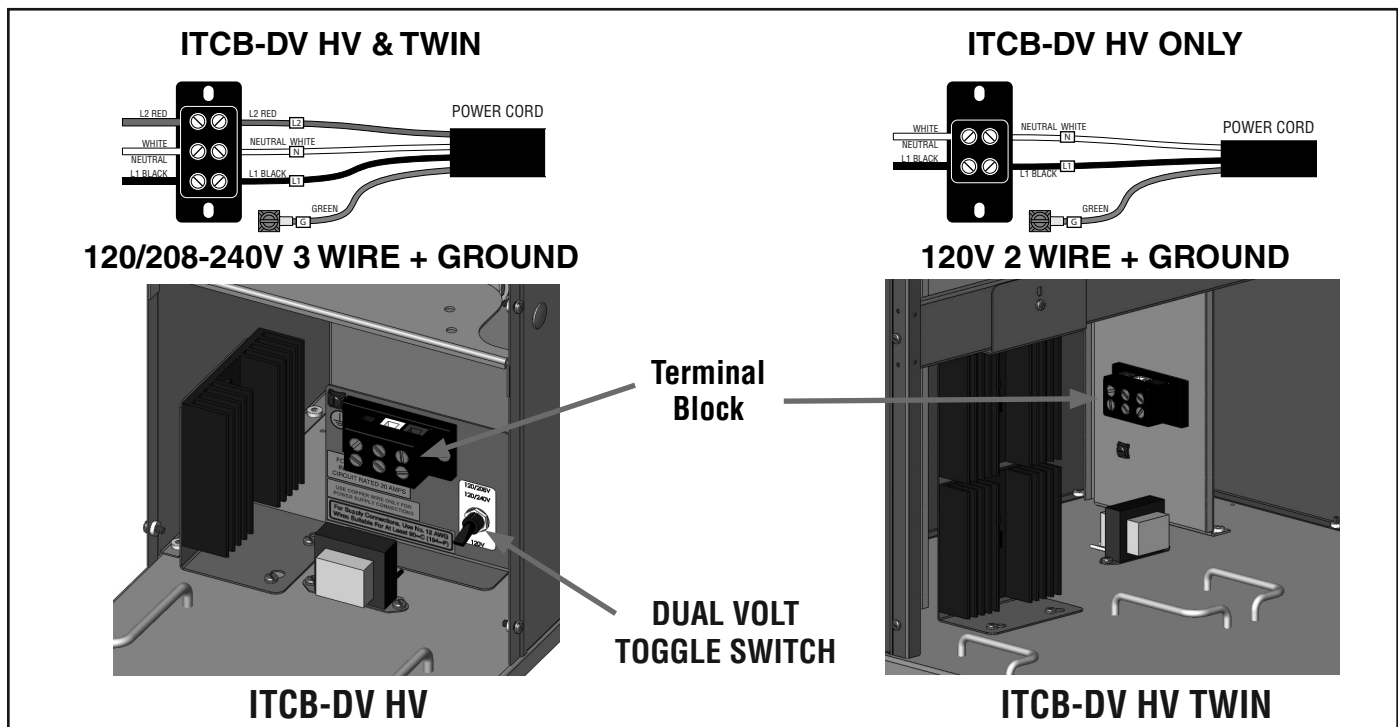 ITCB-DV HV & TWIN
L2 RED
L2 RED
L2
POWER CORD
WHITE
NEUTRAL
NEUTRAL WHITE
N
L1 BLACK
L1 BLACK
L1
GREEN
G
120/208-240V 3 WIRE + GROUND
ITCB-DV HV ONLY
WHITE
NEUTRAL
NEUTRAL WHITE
N
POWER CORD
L1 BLACK
L1 BLACK
L1
GREEN
G
120V 2 WIRE + GROUND
Terminal
Block
CIRCUIT RATED 20 AMPS
USE COPPER WIRE ONLY FOR
POWER SUPPLY CONNECTIONS
For Supply Connections, Use No. 12 AWG
Wires Suitable For At Least 90
120/208V
120/240V
120V
DUAL VOLT
TOGGLE SWITCH
ITCB-DV HV
ITCB-DV HV TWIN